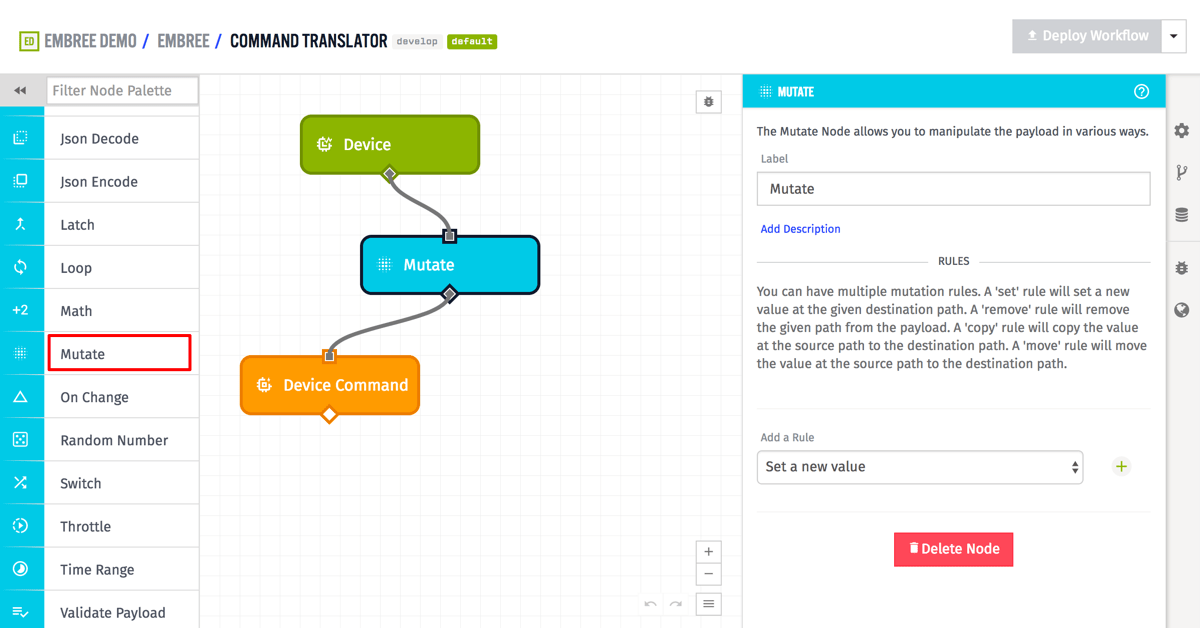 ED EMBREE DEMO / EMBREE / COMMAND TRANSLATOR develop default
Deploy Workflow
Filter Node Palette
Json Decode
Json Encode
Latch
Loop
+2 Math
Mutate
On Change
Random Number
Switch
Throttle
Time Range
Validate Payload
Device
Mutate
Device Command
MUTATE
The Mutate Node allows you to manipulate the payload in various ways.
Label
Mutate
Add Description
RULES
You can have multiple mutation rules. A 'set' rule will set a new
value at the given destination path. A 'remove' rule will remove
the given path from the payload. A 'copy' rule will copy the value
at the source path to the destination path. A 'move' rule will move
the value at the source path to the destination path.
Add a Rule
Set a new value
Delete Node